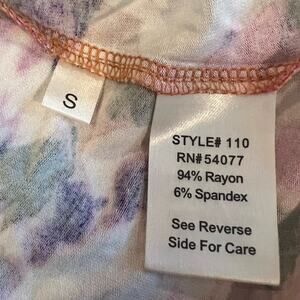 S
STYLE# 110
RN#54077
94% Rayon
6% Spandex
See Reverse
Side For Care